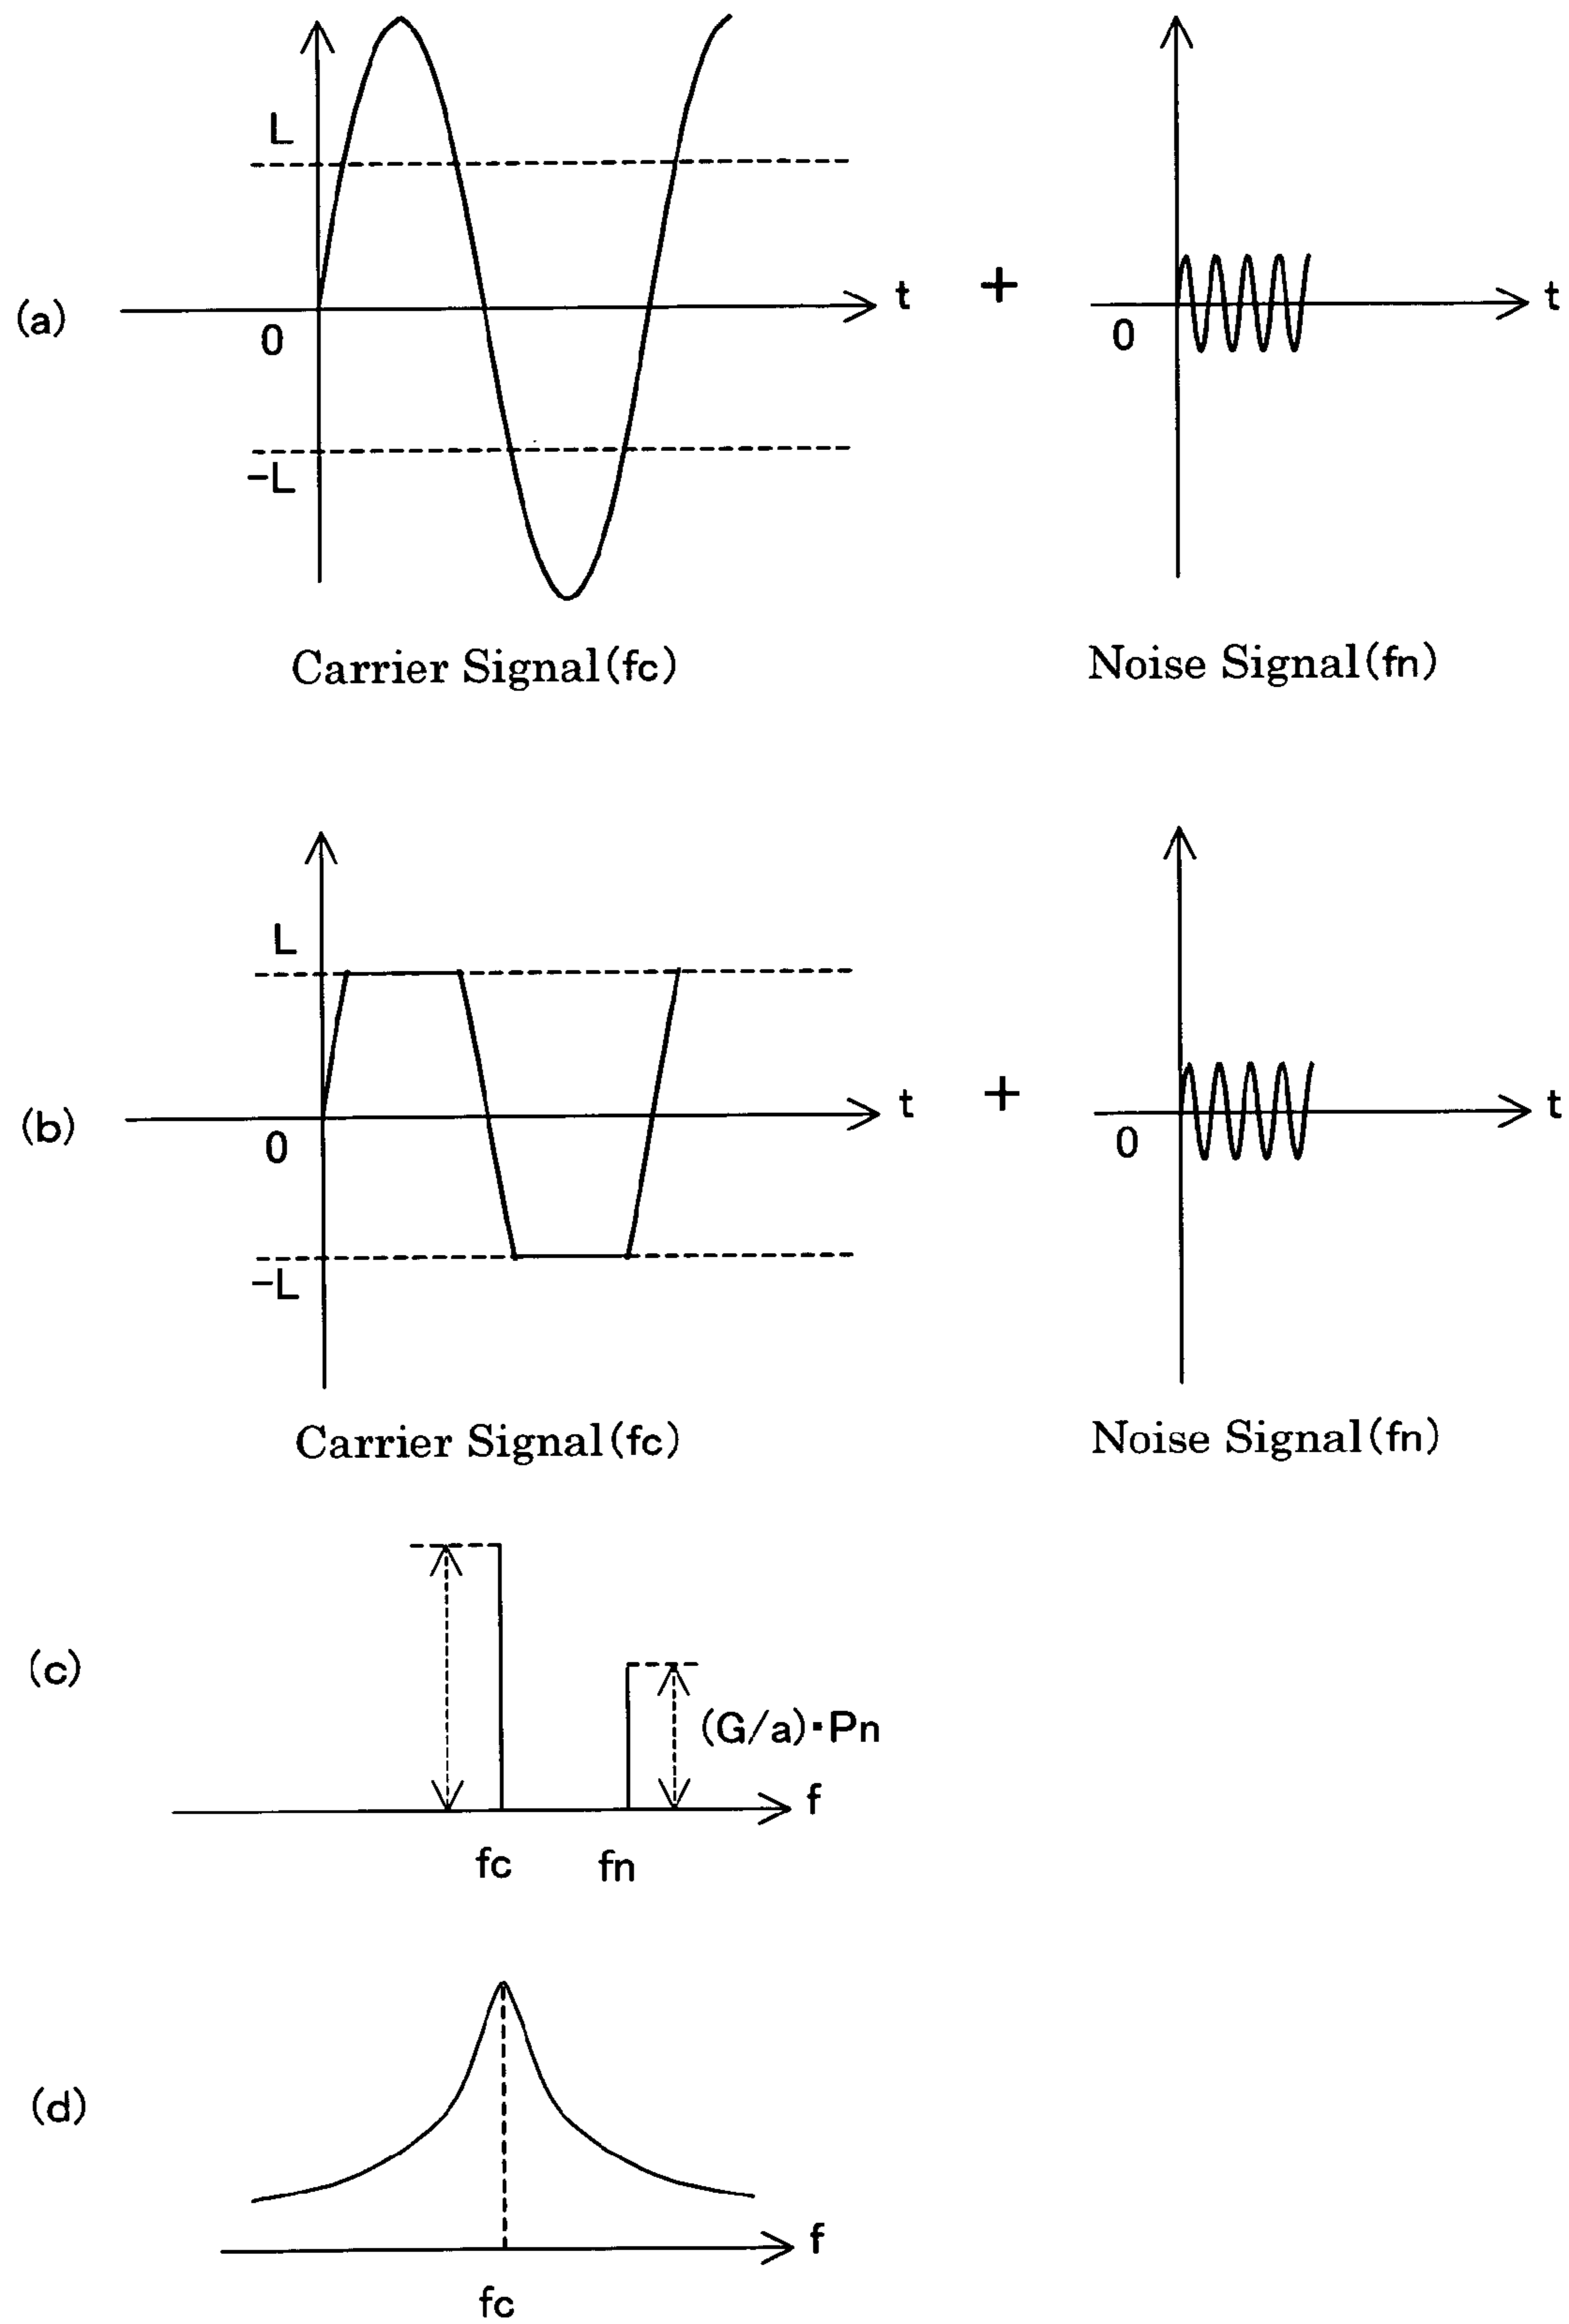 (a)
L
0
-L
t
+
0
t
Carrier Signal(fc)
Noise Signal(fn)
(b)
L
0
-L
t
+
0
t
Carrier Signal(fc)
Noise Signal(fn)
(c)
(G/a)·Pn
f
fc
fn
(d)
f
fc